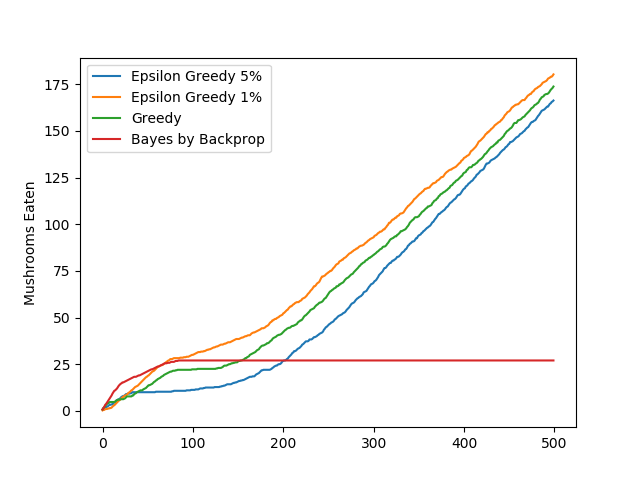 Epsilon Greedy 5%
Epsilon Greedy 1%
Greedy
Bayes by Backprop
Mushrooms Eaten
175
150
125
100
75
50
25
0
0 100 200 300 400 500